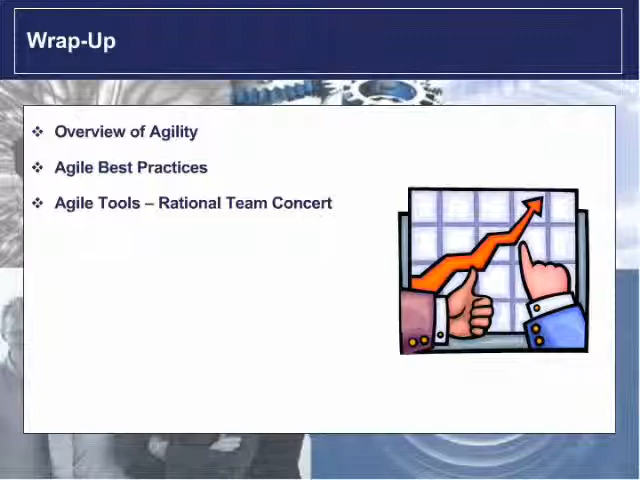 Wrap-Up
❖ Overview of Agility
❖ Agile Best Practices
❖ Agile Tools – Rational Team Concert